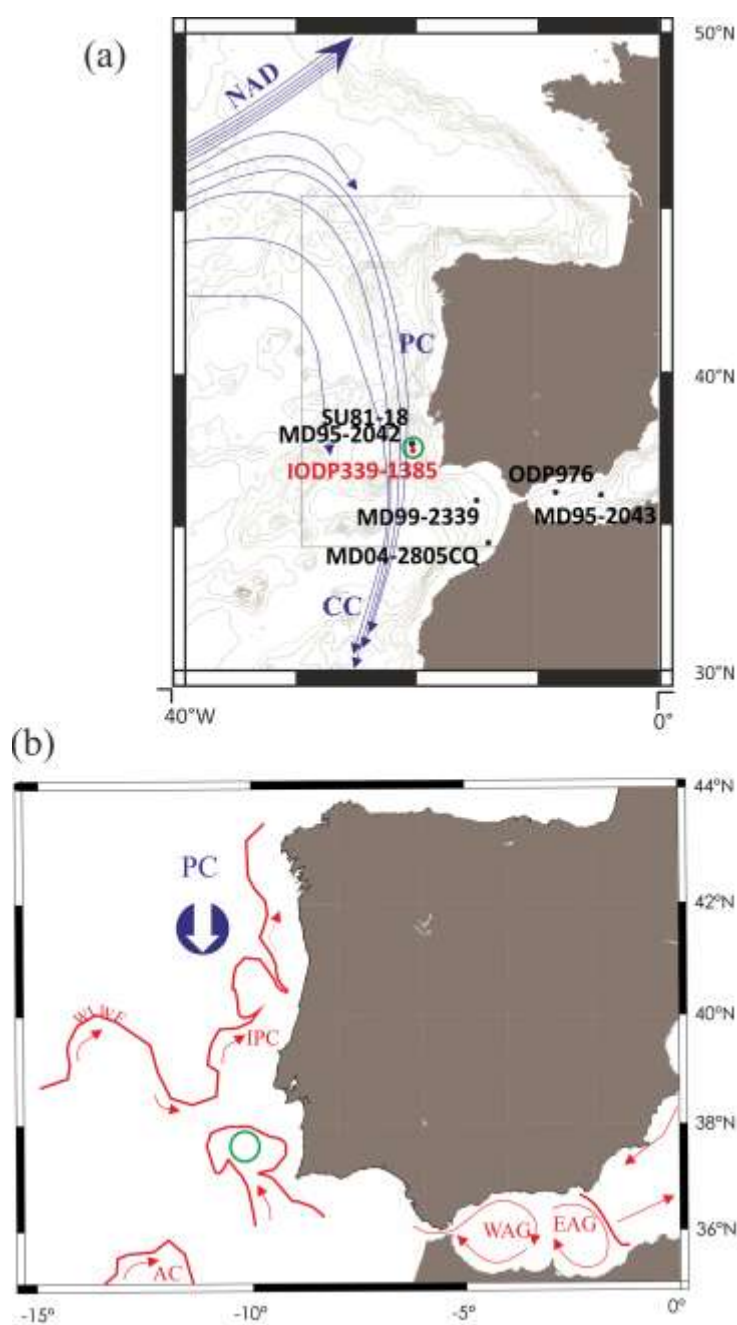 (a)
50°N
NAD
PC
40°N
SU81-18
MD95-2042
IODP339-1385
ODP976
MD99-2339
MD95-2043
MD04-2805CQ
CC
30°N
40°W
0°
(b)
44°N
PC
42°N
40°N
IPC
38°N
WAG
EAG
36°N
AC
-15°
-10°
-5°
0°